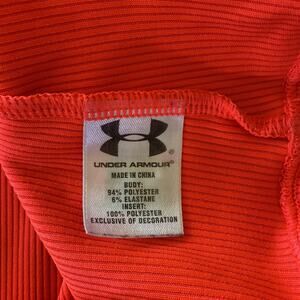 UNDER ARMOUR®
MADE IN CHINA
BODY:
94% POLYESTER
6% ELASTANE
INSERT:
100% POLYESTER
EXCLUSIVE OF DECORATION